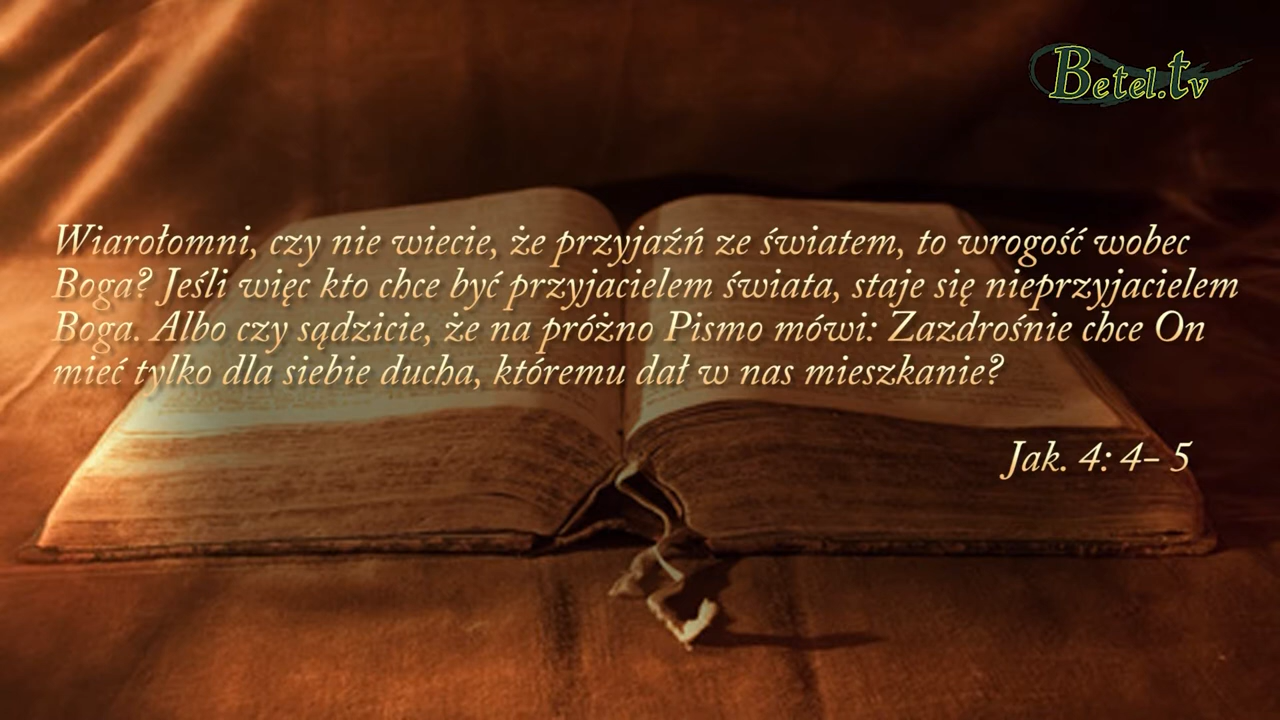 Betel.tv
Wiarołomni, czy nie wiecie, że przyjaźń ze światem, to wrogość wobec
Boga? Jeśli więc kto chce być przyjacielem świata, staje się nieprzyjacielem
Boga. Albo czy sądzicie, że na próżno Pismo mówi: Zazdrośnie chce On
mieć tylko dla siebie ducha, któremu dał w nas mieszkanie?
Jak. 4: 4- 5